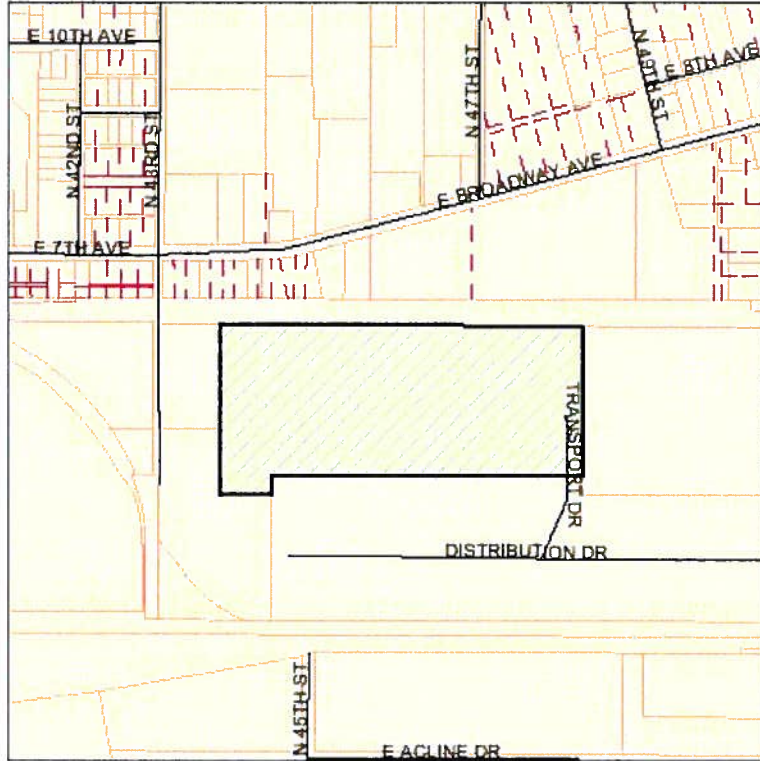 E 10TH AVE
N 42ND ST
N 43RD ST
N 47TH ST
N 49TH ST
E 8TH AVE
E BROADWAY AVE
E 7TH AVE
TRANSPORT DR
DISTRIBUTION DR
N 45TH ST
E ACLINE DR